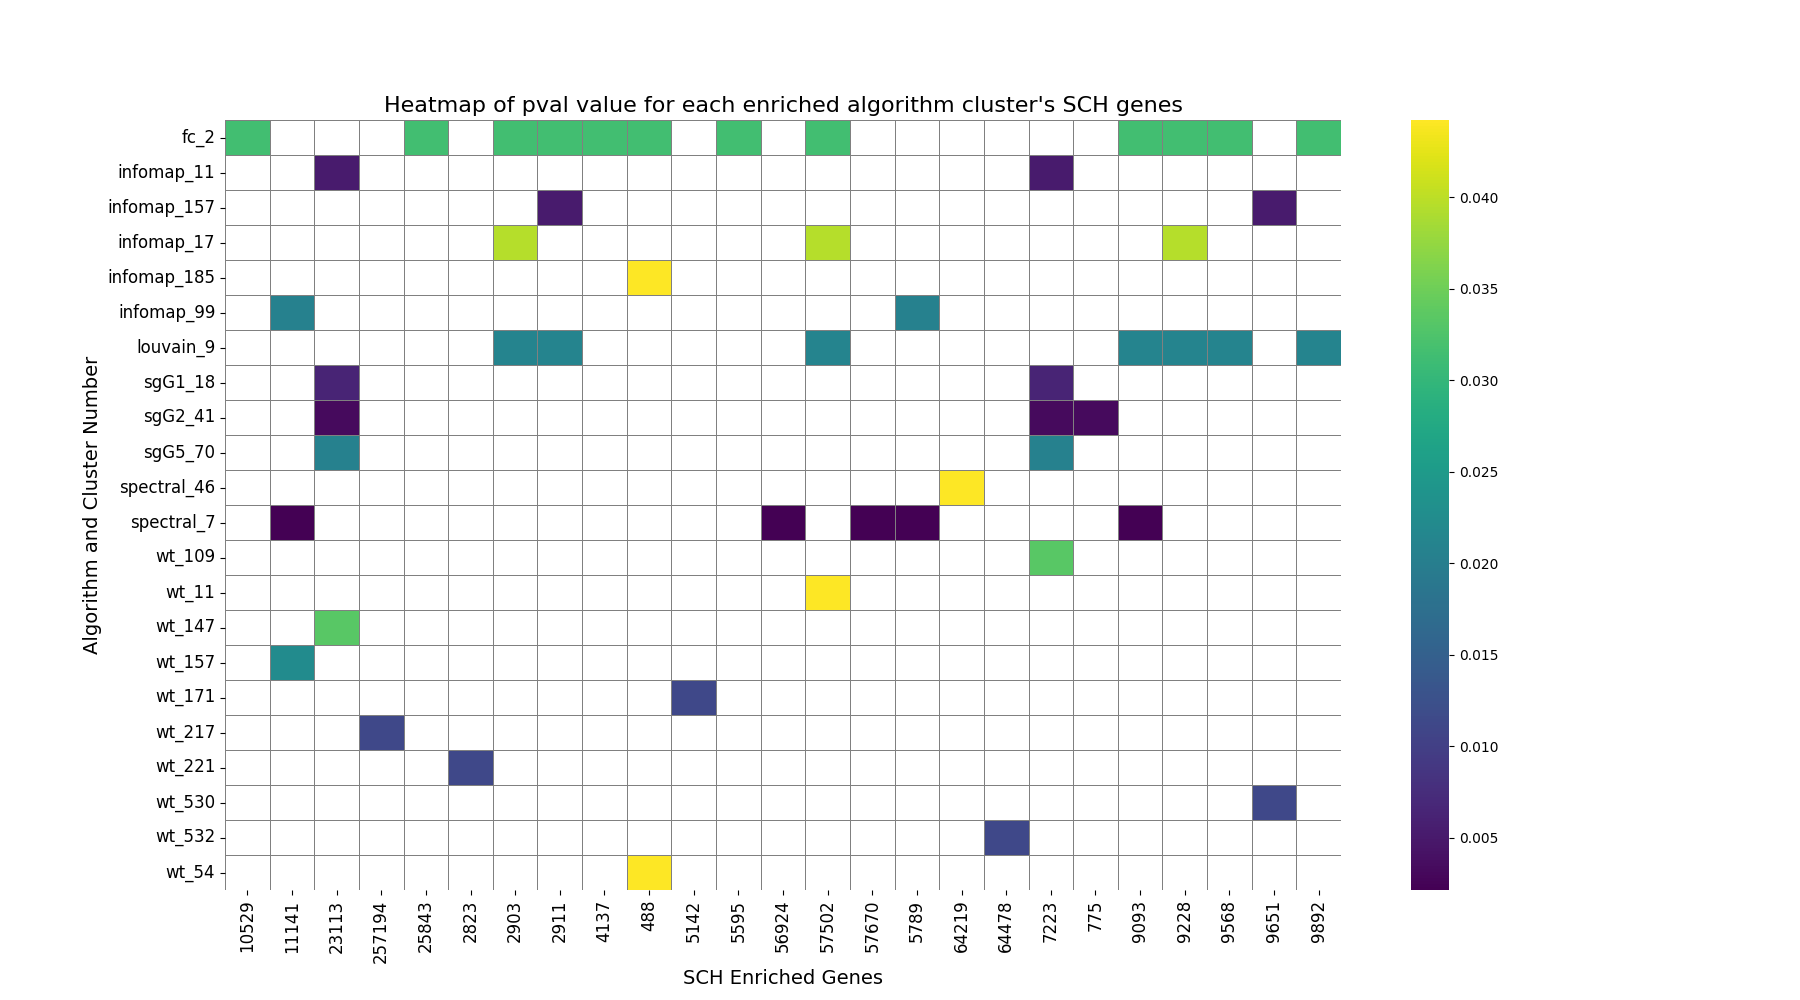 Heatmap of pval value for each enriched algorithm cluster's SCH genes
Algorithm and Cluster Number
fc_2
infomap_11
infomap_157
infomap_17
infomap_185
infomap_99
louvain_9
sgG1_18
sgG2_41
sgG5_70
spectral_46
spectral_7
wt_109
wt_11
wt_147
wt_157
wt_171
wt_217
wt_221
wt_530
wt_532
wt_54
10529
11141
23113
257194
25843
2823
2903
2911
4137
488
5142
5595
56924
57502
57670
5789
64219
64478
7223
775
9093
9228
9568
9651
9892
SCH Enriched Genes
0.040
0.035
0.030
0.025
0.020
0.015
0.010
0.005